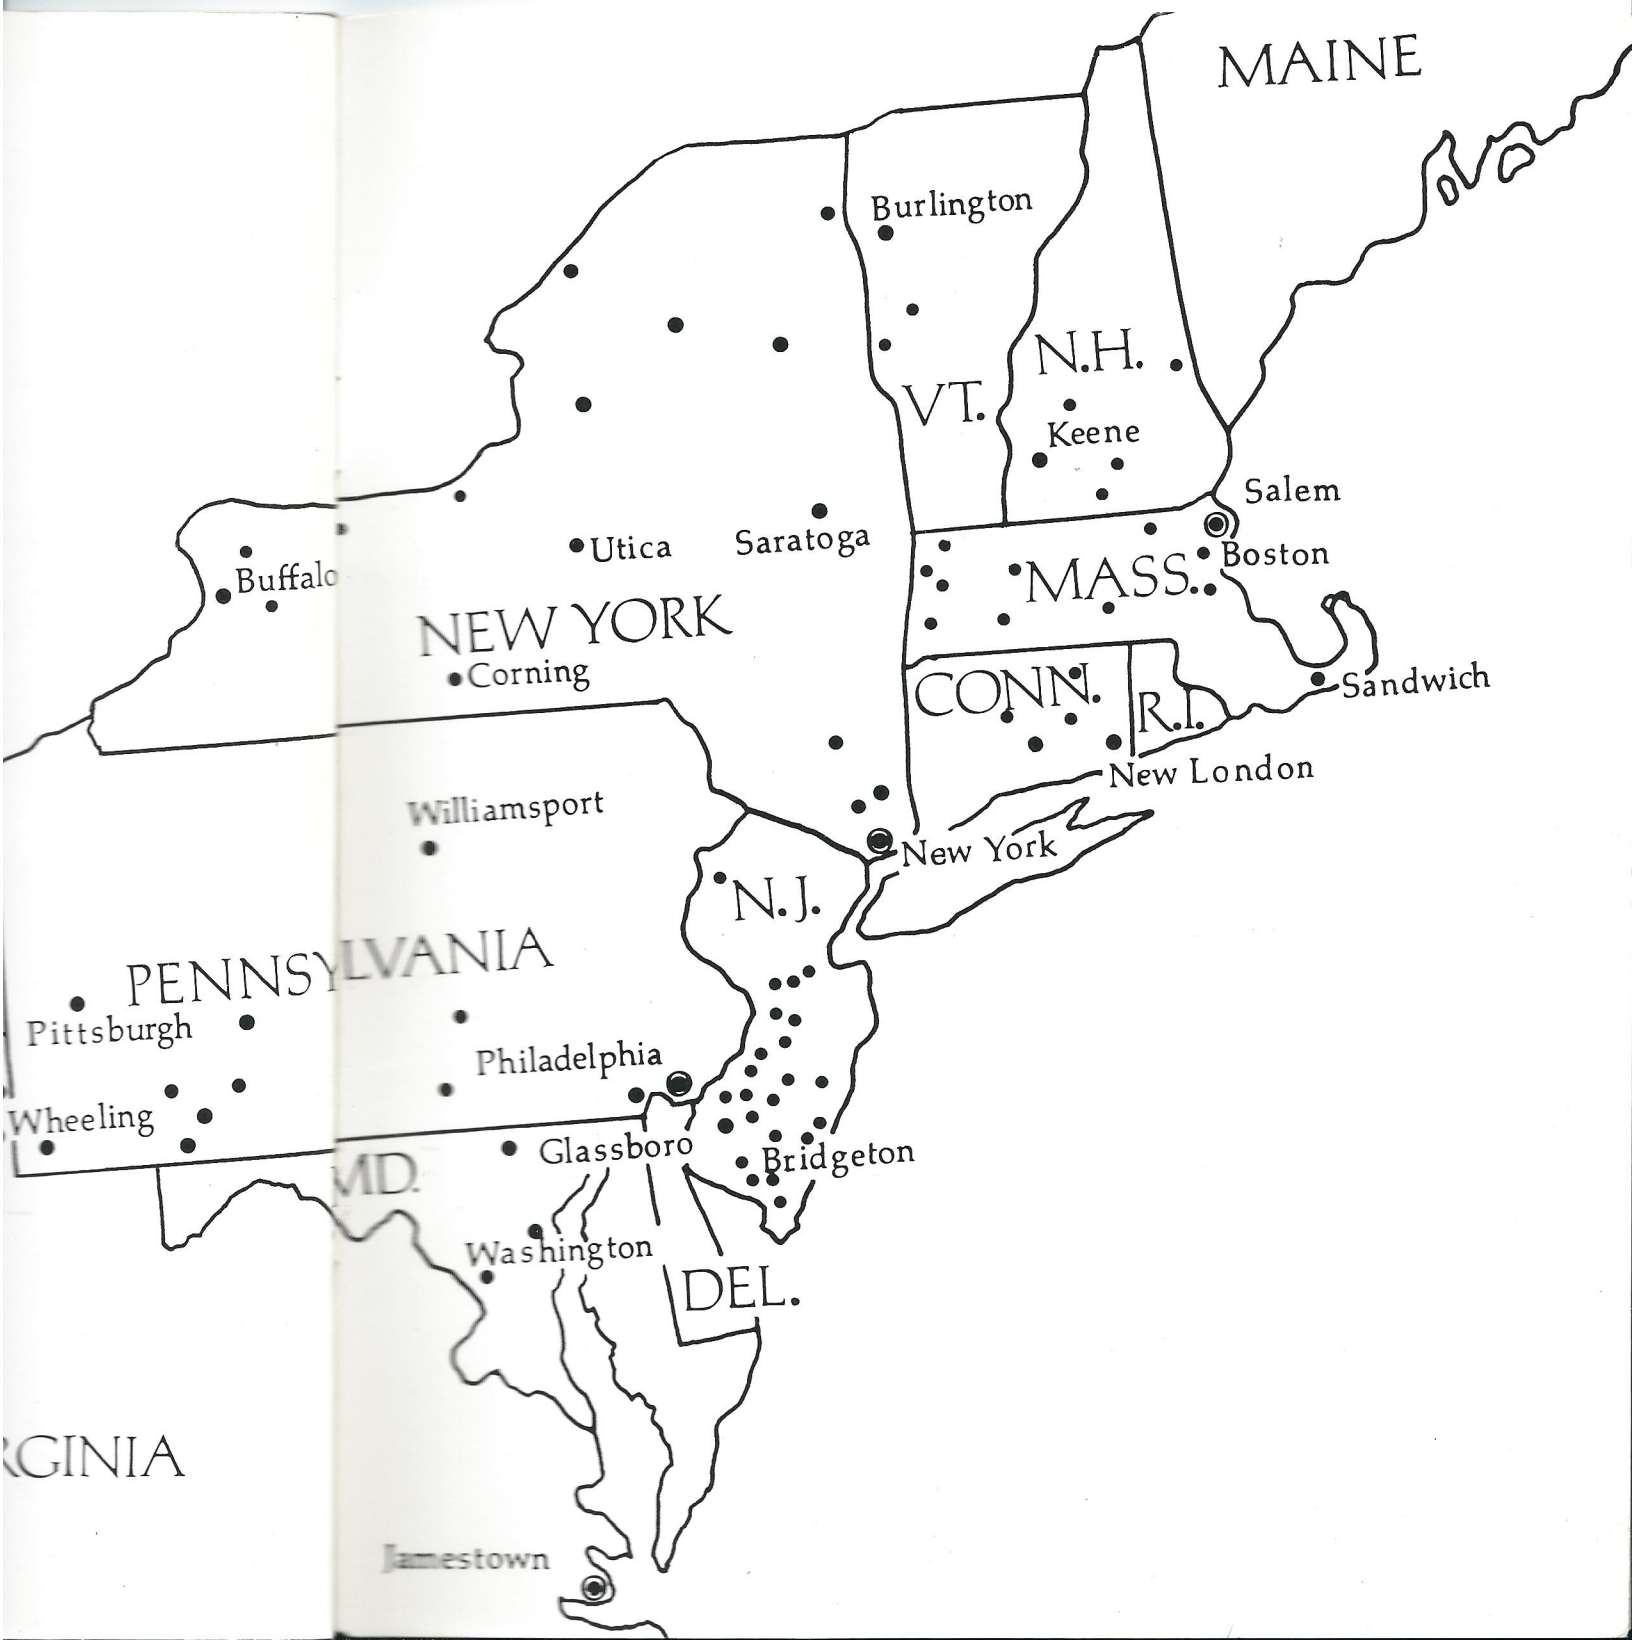 MAINE
Burlington
N.H.
VT.
Keene
Salem
Saratoga
Utica
Boston
Buffalo
MASS.
NEW YORK
Corning
CONN.
R.I.
Sandwich
New London
Williamsport
New York
N.J.
PENNSYLVANIA
Pittsburgh
Philadelphia
Wheeling
Glassboro
Bridgeton
MD.
Washington
DEL.
RGINIA
Jamestown